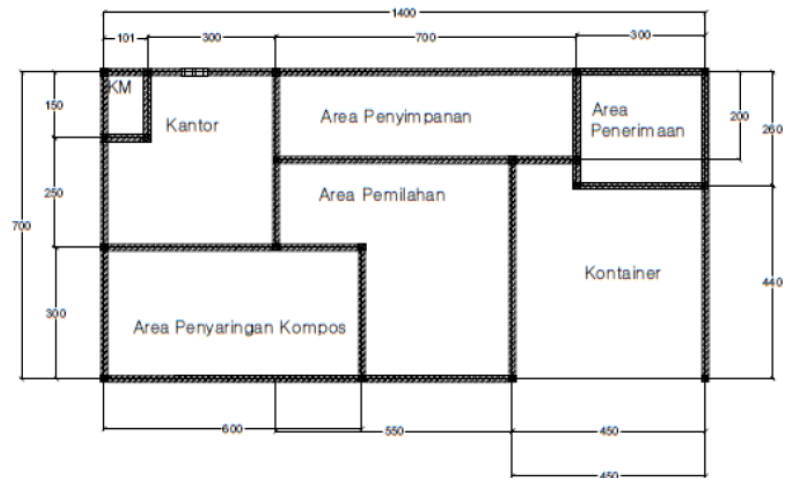 1400
101
300
700
300
KM
Kantor
Area Penyimpanan
Area
Penerimaan
150
200
260
Area Pemilahan
250
700
Kontainer
440
300
Area Penyaringan Kompos
600
550
450
450